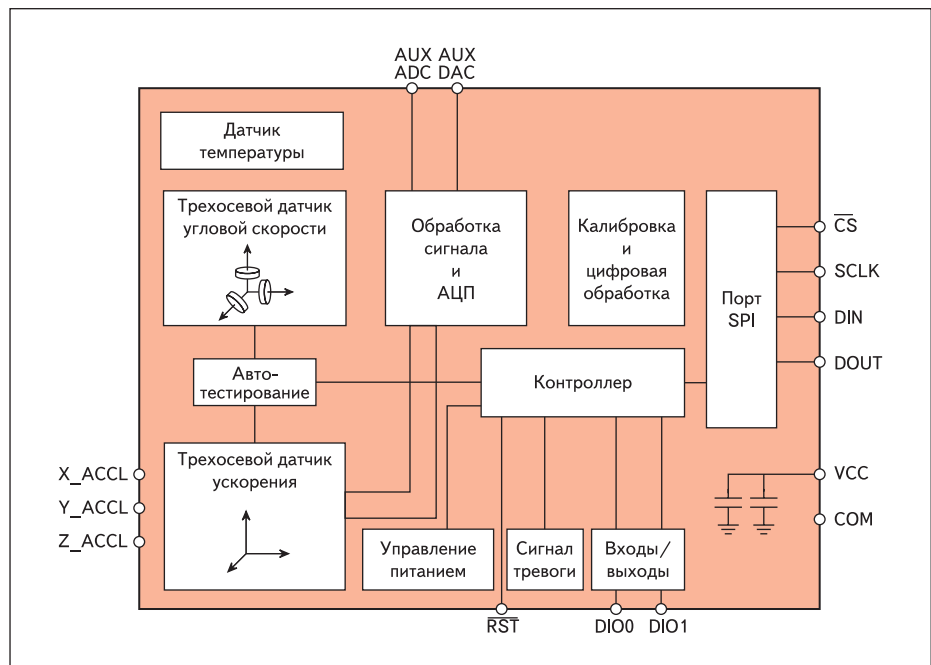 AUX AUX
ADC DAC
Датчик
температуры
Трехосевой датчик
угловой скорости
Обработка
сигнала
и
АЦП
Калибровка
и
цифровая
обработка
Порт
SPI
CS
SCLK
DIN
DOUT
Авто-
тестирование
Контроллер
Трехосевой датчик
ускорения
X_ACCL
Y_ACCL
Z_ACCL
VCC
COM
Управление
питанием
Сигнал
тревоги
Входы/
выходы
RST
DIO0 DIO1